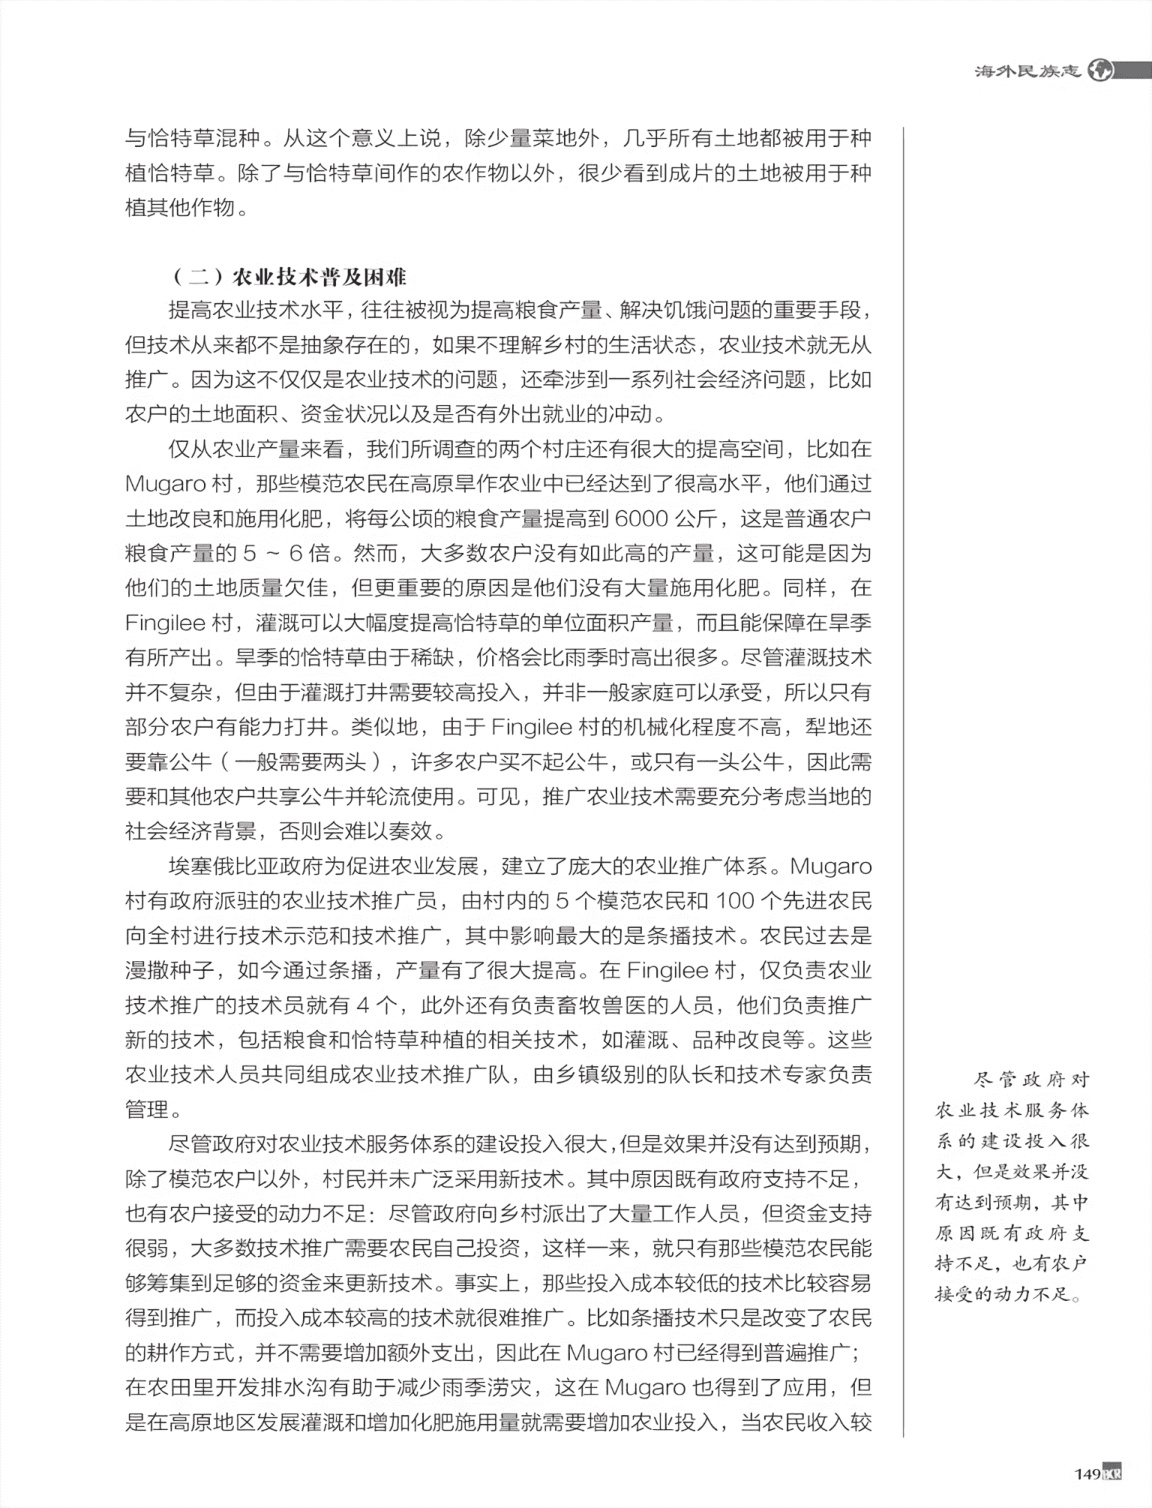 海外民族志
与恰特草混种。从这个意义上说，除少量菜地外，几乎所有土地都被用于种
植恰特草。除了与恰特草间作的农作物以外，很少看到成片的土地被用于种
植其他作物。
（二）农业技术普及困难
提高农业技术水平，往往被视为提高粮食产量、解决饥饿问题的重要手段，
但技术从来都不是抽象存在的，如果不理解乡村的生活状态，农业技术就无从
推广。因为这不仅仅是农业技术的问题，还牵涉到一系列社会经济问题，比如
农户的土地面积、资金状况以及是否有外出就业的冲动。
仅从农业产量来看，我们所调查的两个村庄还有很大的提高空间，比如在
Mugaro 村，那些模范农民在高原旱作农业中已经达到了很高水平，他们通过
土地改良和施用化肥，将每公顷的粮食产量提高到 6000 公斤，这是普通农户
粮食产量的 5 ~ 6 倍。然而，大多数农户没有如此高的产量，这可能是因为
他们的土地质量欠佳，但更重要的原因是他们没有大量施用化肥。同样，在
Fingilee 村，灌溉可以大幅度提高恰特草的单位面积产量，而且能保障在旱季
有所产出。旱季的恰特草由于稀缺，价格会比雨季时高出很多。尽管灌溉技术
并不复杂，但由于灌溉打井需要较高投入，并非一般家庭可以承受，所以只有
部分农户有能力打井。类似地，由于 Fingilee 村的机械化程度不高，犁地还
要靠公牛（一般需要两头），许多农户买不起公牛，或只有一头公牛，因此需
要和其他农户共享公牛并轮流使用。可见，推广农业技术需要充分考虑当地的
社会经济背景，否则会难以奏效。
埃塞俄比亚政府为促进农业发展，建立了庞大的农业推广体系。Mugaro
村有政府派驻的农业技术推广员，由村内的 5 个模范农民和 100 个先进农民
向全村进行技术示范和技术推广，其中影响最大的是条播技术。农民过去是
漫撒种子，如今通过条播，产量有了很大提高。在 Fingilee 村，仅负责农业
技术推广的技术员就有 4 个，此外还有负责畜牧兽医的人员，他们负责推广
新的技术，包括粮食和恰特草种植的相关技术，如灌溉、品种改良等。这些
农业技术人员共同组成农业技术推广队，由乡镇级别的队长和技术专家负责
管理。
尽管政府对农业技术服务体系的建设投入很大，但是效果并没有达到预期，
除了模范农户以外，村民并未广泛采用新技术。其中原因既有政府支持不足，
也有农户接受的动力不足：尽管政府向乡村派出了大量工作人员，但资金支持
很弱，大多数技术推广需要农民自己投资，这样一来，就只有那些模范农民能
够筹集到足够的资金来更新技术。事实上，那些投入成本较低的技术比较容易
得到推广，而投入成本较高的技术就很难推广。比如条播技术只是改变了农民
的耕作方式，并不需要增加额外支出，因此在 Mugaro 村已经得到普遍推广；
在农田里开发排水沟有助于减少雨季涝灾，这在 Mugaro 也得到了应用，但
是在高原地区发展灌溉和增加化肥施用量就需要增加农业投入，当农民收入较
尽管政府对
农业技术服务体
系的建设投入很
大，但是效果并没
有达到预期，其中
原因既有政府支
持不足，也有农户
接受的动力不足。
149